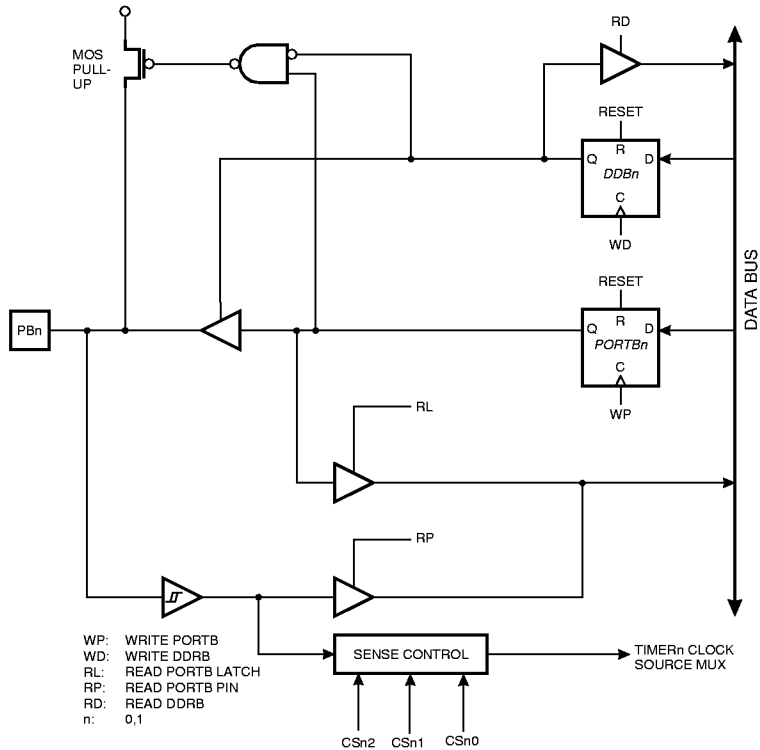 RD
MOS
PULL-
UP
RESET
R
Q
D
DDBn
C
WD
DATA BUS
RESET
R
Q
D
PORTBn
C
WP
PBn
RL
RP
WP: WRITE PORTB
WD: WRITE DDRB
RL: READ PORTB LATCH
RP: READ PORTB PIN
RD: READ DDRB
n: 0,1
SENSE CONTROL
TIMERn CLOCK
SOURCE MUX
CSn2
CSn1
CSn0